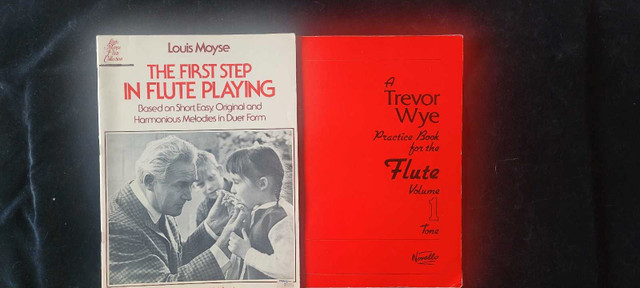 Louis Moyse
THE FIRST STEP
IN FLUTE PLAYING
Based on Short Easy Original and
Harmonious Melodies in Duet Form
A
Trevor
Wye
Practice Book
for the
Flute
Volume
1
Tone
Novello